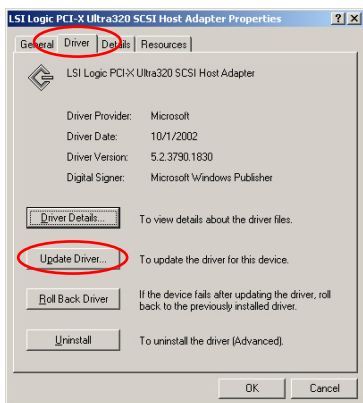 LSI Logic PCI-X Ultra320 SCSI Host Adapter Properties
General Driver Details Resources
LSI Logic PCI-X Ultra320 SCSI Host Adapter
Driver Provider: Microsoft
Driver Date: 10/1/2002
Driver Version: 5.2.3790.1830
Digital Signer: Microsoft Windows Publisher
Driver Details... To view details about the driver files.
Update Driver... To update the driver for this device.
Roll Back Driver If the device fails after updating the driver, roll
back to the previously installed driver.
Uninstall To uninstall the driver (Advanced).
OK Cancel